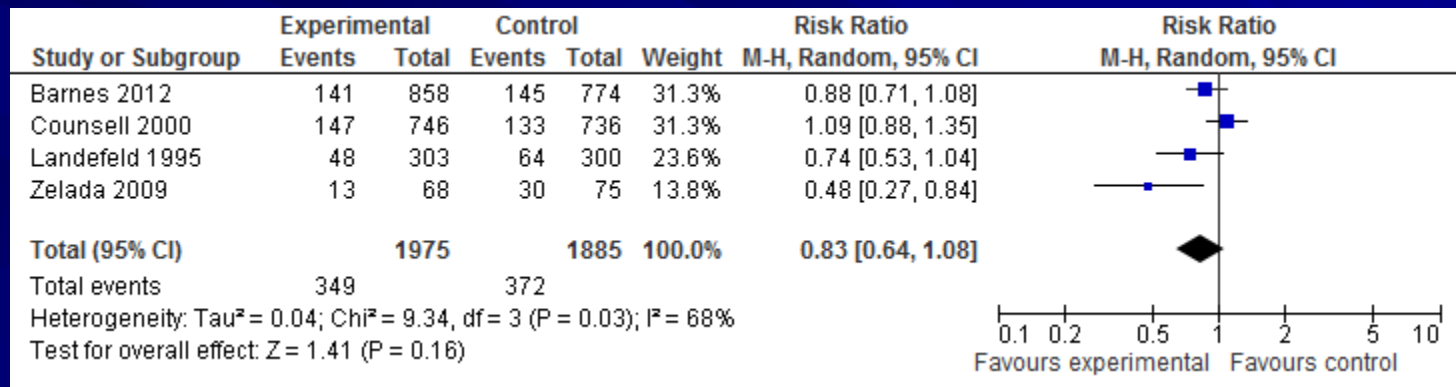 Experimental Control Risk Ratio Risk Ratio
Study or Subgroup Events Total Events Total Weight M-H, Random, 95% CI M-H, Random, 95% CI
Barnes 2012 141 858 145 774 31.3% 0.88 [0.71, 1.08]
Counsell 2000 147 746 133 736 31.3% 1.09 [0.88, 1.35]
Landefeld 1995 48 303 64 300 23.6% 0.74 [0.53, 1.04]
Zelada 2009 13 68 30 75 13.8% 0.48 [0.27, 0.84]
Total (95% CI) 1975 1885 100.0% 0.83 [0.64, 1.08]
Total events 349 372
Heterogeneity: Tau² = 0.04; Chi² = 9.34, df = 3 (P = 0.03); I² = 68%
Test for overall effect: Z = 1.41 (P = 0.16)
0.1 0.2 0.5 1 2 5 10
Favours experimental Favours control